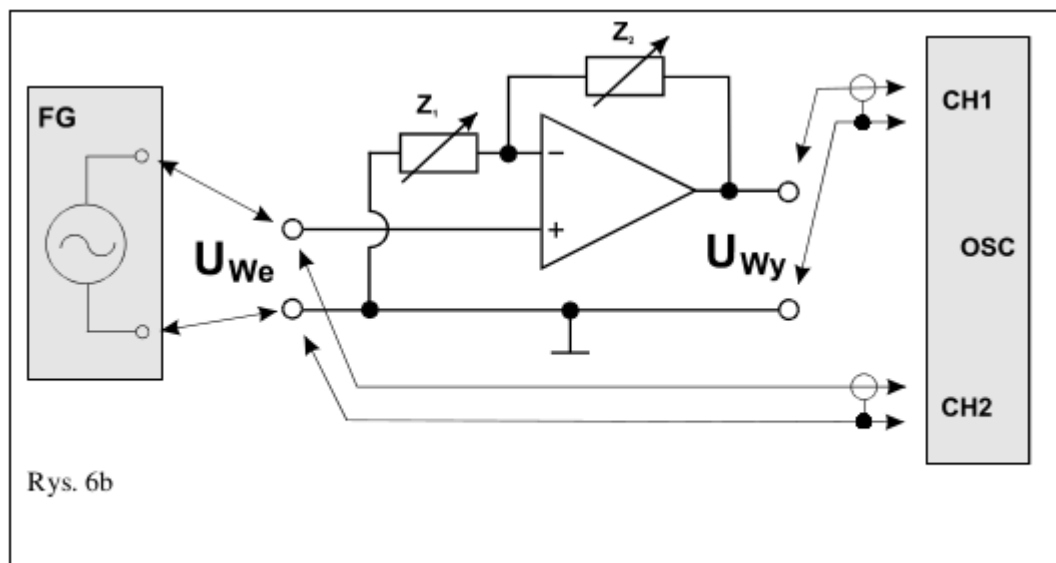 Z₂
FG
Z₁
CH1
−
+
OSC
UWe
UWy
CH2
Rys. 6b